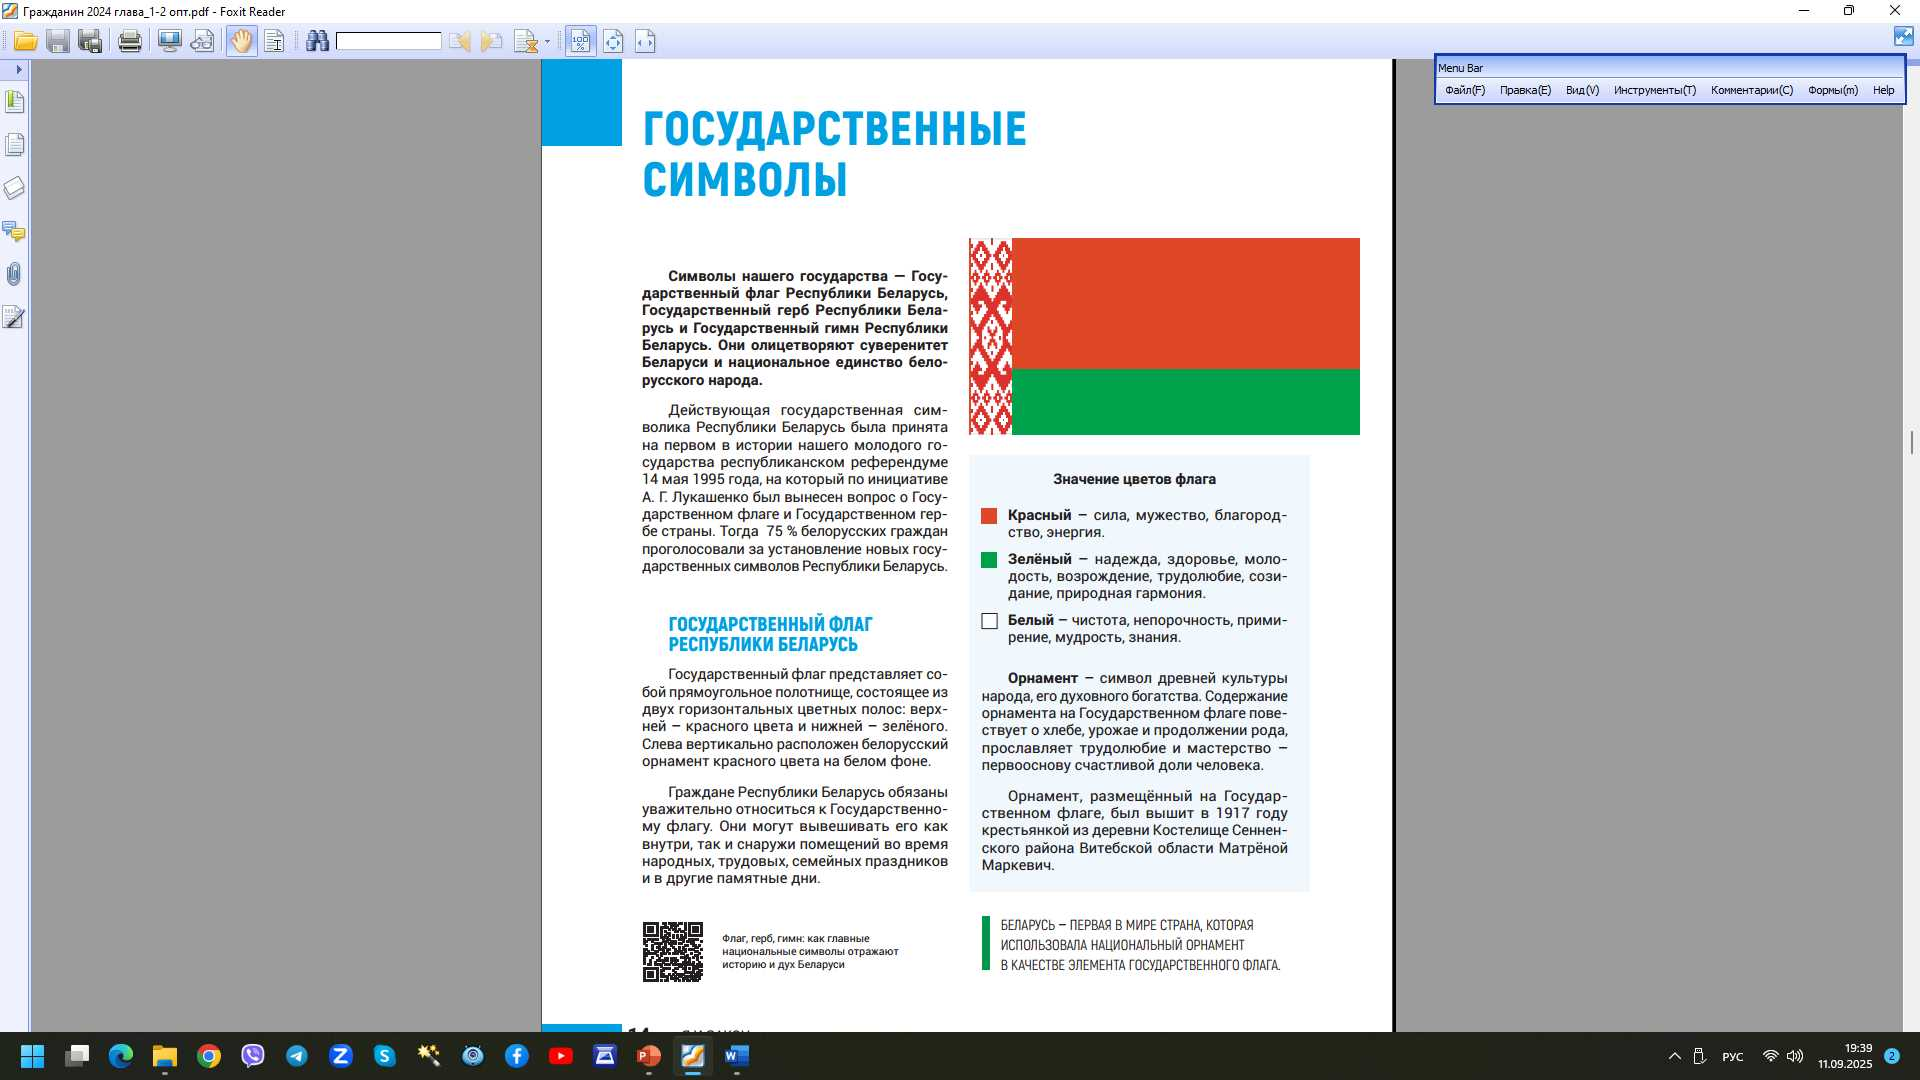 Гражданин 2024 глава_1-2 опт.pdf - Foxit Reader
Menu Bar
Файл(F) Правка(E) Вид(V) Инструменты(T) Комментарии(C) Формы(m) Help
ГОСУДАРСТВЕННЫЕ
СИМВОЛЫ
Символы нашего государства — Госу-
дарственный флаг Республики Беларусь,
Государственный герб Республики Бела-
русь и Государственный гимн Республики
Беларусь. Они олицетворяют суверенитет
Беларуси и национальное единство бело-
русского народа.
Действующая государственная сим-
волика Республики Беларусь была принята
на первом в истории нашего молодого го-
сударства республиканском референдуме
14 мая 1995 года, на который по инициативе
А. Г. Лукашенко был вынесен вопрос о Госу-
дарственном флаге и Государственном гер-
бе страны. Тогда 75 % белорусских граждан
проголосовали за установление новых госу-
дарственных символов Республики Беларусь.
ГОСУДАРСТВЕННЫЙ ФЛАГ
РЕСПУБЛИКИ БЕЛАРУСЬ
Государственный флаг представляет со-
бой прямоугольное полотнище, состоящее из
двух горизонтальных цветных полос: верх-
ней – красного цвета и нижней – зелёного.
Слева вертикально расположен белорусский
орнамент красного цвета на белом фоне.
Граждане Республики Беларусь обязаны
уважительно относиться к Государственно-
му флагу. Они могут вывешивать его как
внутри, так и снаружи помещений во время
народных, трудовых, семейных праздников
и в другие памятные дни.
Флаг, герб, гимн: как главные
национальные символы отражают
историю и дух Беларуси
Значение цветов флага
Красный – сила, мужество, благород-
ство, энергия.
Зелёный – надежда, здоровье, моло-
дость, возрождение, трудолюбие, сози-
дание, природная гармония.
Белый – чистота, непорочность, прими-
рение, мудрость, знания.
Орнамент – символ древней культуры
народа, его духовного богатства. Содержание
орнамента на Государственном флаге пове-
ствует о хлебе, урожае и продолжении рода,
прославляет трудолюбие и мастерство –
первооснову счастливой доли человека.
Орнамент, размещённый на Государ-
ственном флаге, был вышит в 1917 году
крестьянкой из деревни Костелище Сеннен-
ского района Витебской области Матрёной
Маркевич.
БЕЛАРУСЬ – ПЕРВАЯ В МИРЕ СТРАНА, КОТОРАЯ
ИСПОЛЬЗОВАЛА НАЦИОНАЛЬНЫЙ ОРНАМЕНТ
В КАЧЕСТВЕ ЭЛЕМЕНТА ГОСУДАРСТВЕННОГО ФЛАГА.
РУС
19:39
11.09.2025
2